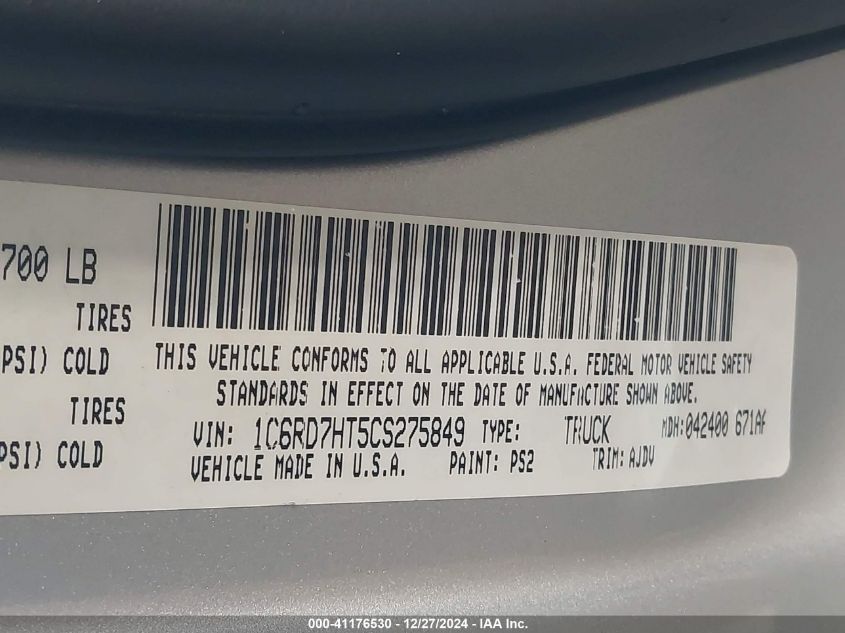 700 LB
TIRES
PSI) COLD
TIRES
PSI) COLD
THIS VEHICLE CONFORMS TO ALL APPLICABLE U.S.A. FEDERAL MOTOR VEHICLE SAFETY
STANDARDS IN EFFECT ON THE DATE OF MANUFACTURE SHOWN ABOVE.
VIN: 1C6RD7HT5CS275849 TYPE: TRUCK MDH:042400 671AF
VEHICLE MADE IN U.S.A. PAINT: PS2 TRIM: AJDV
000-41176530 - 12/27/2024 - IAA Inc.